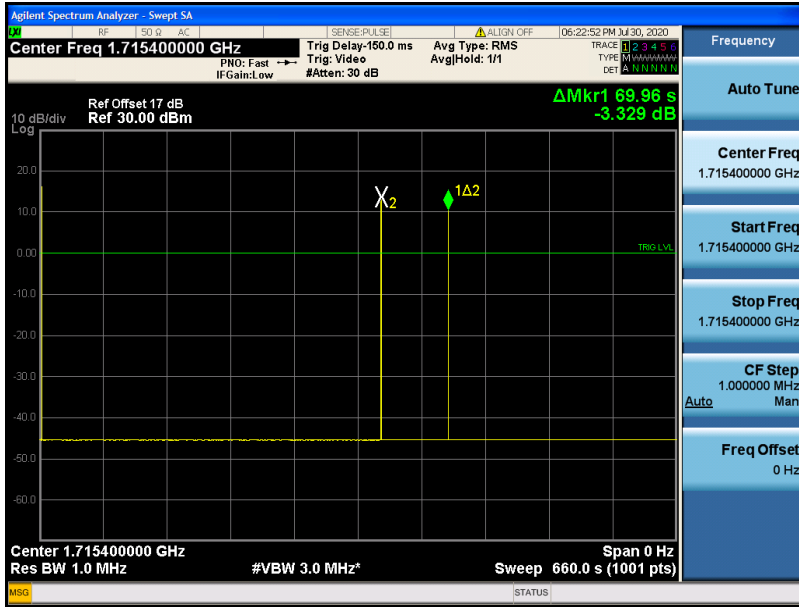 Agilent Spectrum Analyzer - Swept SA
LXI RF 50 Ω AC SENSE:PULSE ALIGN OFF 06:22:52 PM Jul 30, 2020
Center Freq 1.715400000 GHz
PNO: Fast
IFGain:Low
Trig Delay-150.0 ms
Trig: Video
#Atten: 30 dB
Avg Type: RMS
Avg|Hold: 1/1
TRACE 1 2 3 4 5 6
TYPE M
DET A N N N N N
ΔMkr1 69.96 s
-3.329 dB
Ref Offset 17 dB
10 dB/div Ref 30.00 dBm
Log
20.0
10.0
0.00
-10.0
-20.0
-30.0
-40.0
-50.0
-60.0
X2
1Δ2
TRIG LVL
Center 1.715400000 GHz Span 0 Hz
Res BW 1.0 MHz #VBW 3.0 MHz* Sweep 660.0 s (1001 pts)
MSG STATUS
Frequency
Auto Tune
Center Freq
1.715400000 GHz
Start Freq
1.715400000 GHz
Stop Freq
1.715400000 GHz
CF Step
1.000000 MHz
Auto Man
Freq Offset
0 Hz